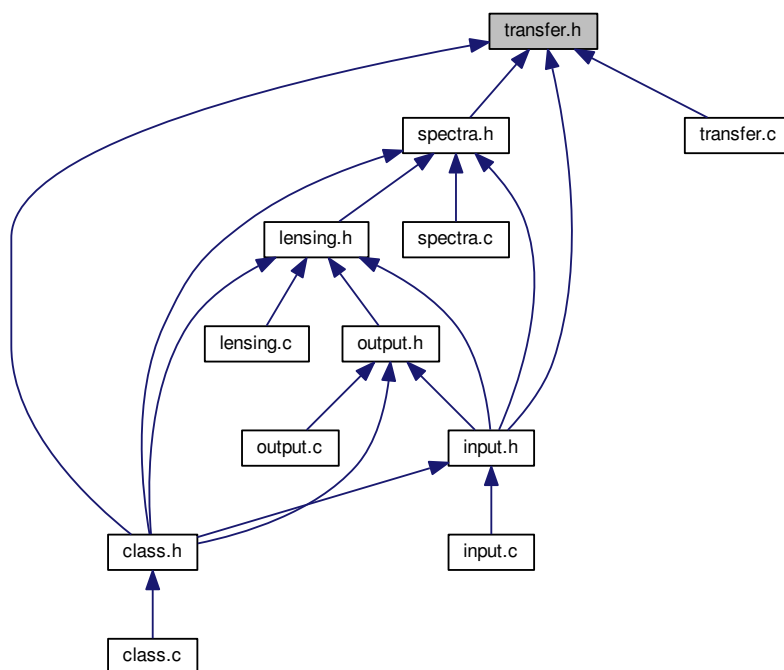 transfer.h
spectra.h
transfer.c
lensing.h
spectra.c
lensing.c
output.h
output.c
input.h
class.h
input.c
class.c